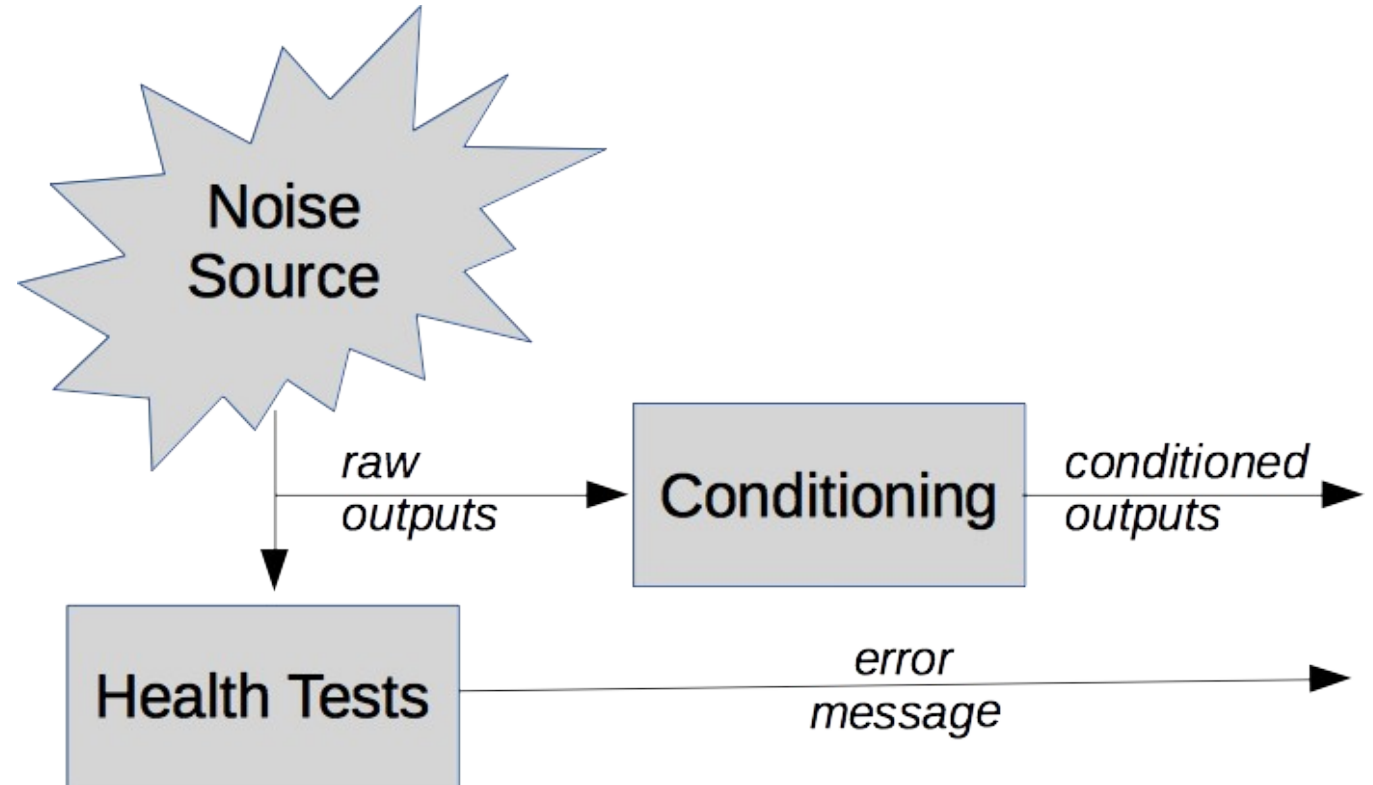 Noise
Source
raw
outputs
Conditioning
conditioned
outputs
Health Tests
error
message